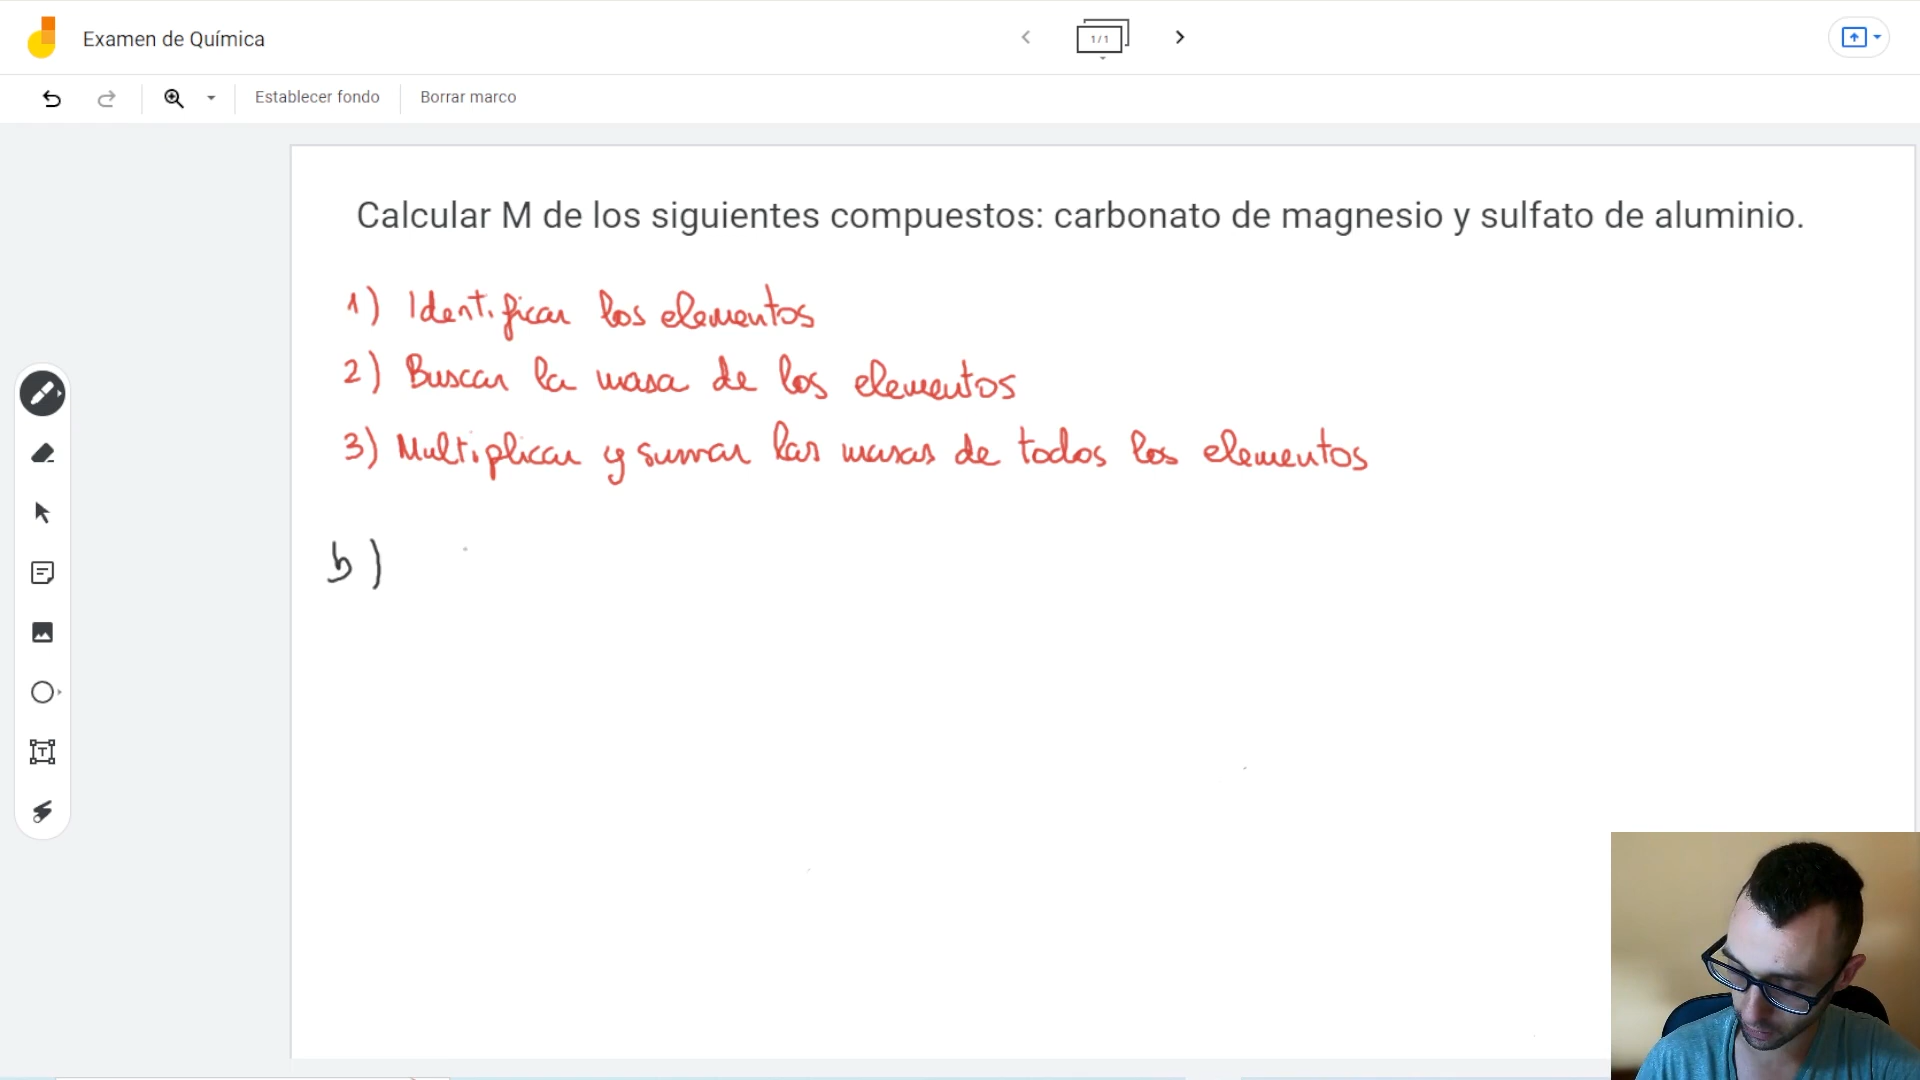 Examen de Química
1/1
Establecer fondo
Borrar marco
Calcular M de los siguientes compuestos: carbonato de magnesio y sulfato de aluminio.
1) Identificar los elementos
2) Buscar la masa de los elementos
3) Multiplicar y sumar las masas de todos los elementos
b)